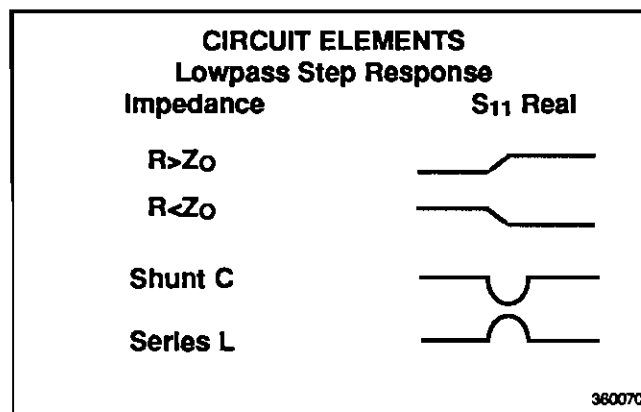 CIRCUIT ELEMENTS
Lowpass Step Response
Impedance S11 Real
R>ZO
R<ZO
Shunt C
Series L
360070